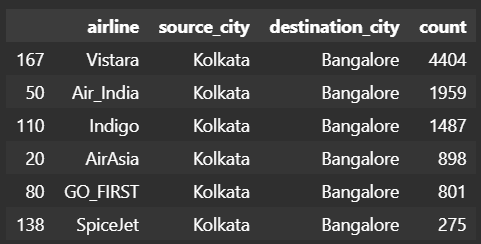 airline source_city destination_city count
167 Vistara Kolkata Bangalore 4404
50 Air_India Kolkata Bangalore 1959
110 Indigo Kolkata Bangalore 1487
20 AirAsia Kolkata Bangalore 898
80 GO_FIRST Kolkata Bangalore 801
138 SpiceJet Kolkata Bangalore 275